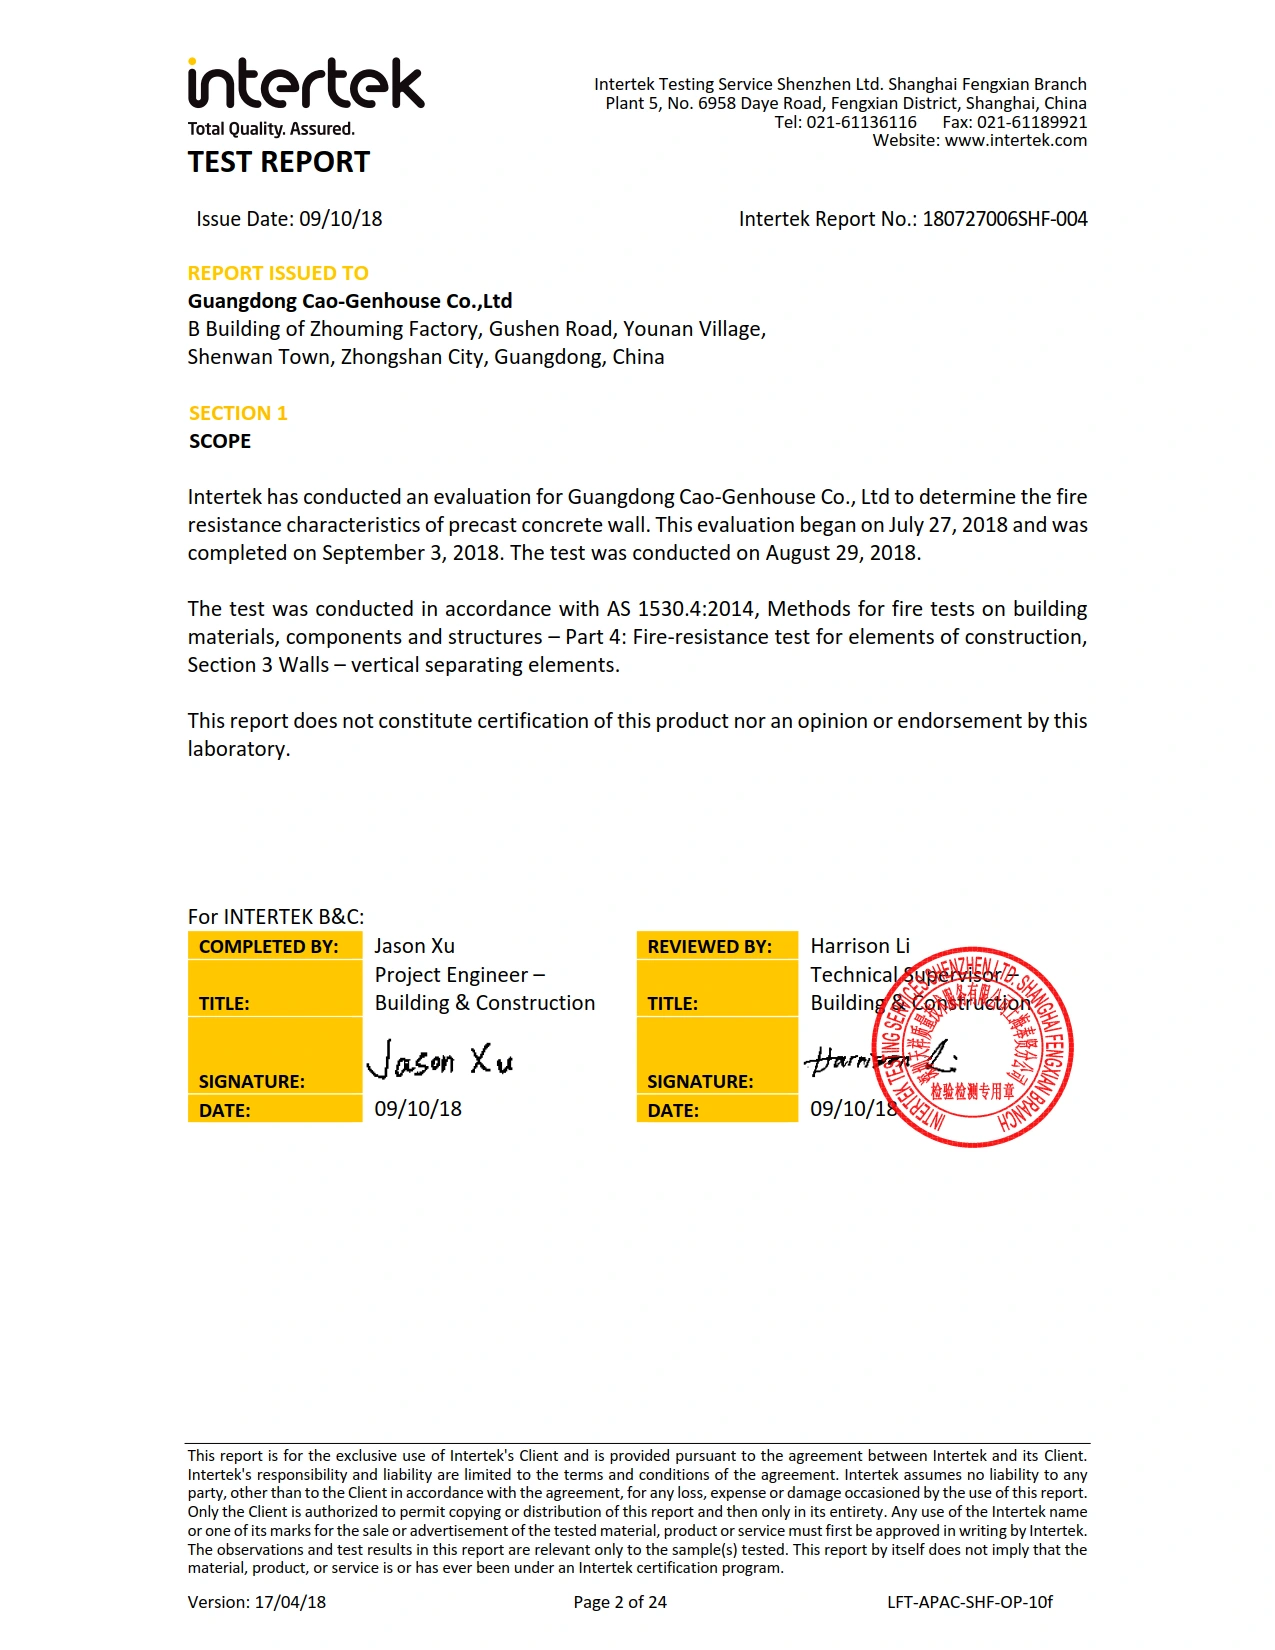 intertek
Total Quality. Assured.
TEST REPORT
Intertek Testing Service Shenzhen Ltd. Shanghai Fengxian Branch
Plant 5, No. 6958 Daye Road, Fengxian District, Shanghai, China
Tel: 021-61136116 Fax: 021-61189921
Website: www.intertek.com
Issue Date: 09/10/18 Intertek Report No.: 180727006SHF-004
REPORT ISSUED TO
Guangdong Cao-Genhouse Co.,Ltd
B Building of Zhouming Factory, Gushen Road, Younan Village,
Shenwan Town, Zhongshan City, Guangdong, China
SECTION 1
SCOPE
Intertek has conducted an evaluation for Guangdong Cao-Genhouse Co., Ltd to determine the fire
resistance characteristics of precast concrete wall. This evaluation began on July 27, 2018 and was
completed on September 3, 2018. The test was conducted on August 29, 2018.
The test was conducted in accordance with AS 1530.4:2014, Methods for fire tests on building
materials, components and structures – Part 4: Fire-resistance test for elements of construction,
Section 3 Walls – vertical separating elements.
This report does not constitute certification of this product nor an opinion or endorsement by this
laboratory.
For INTERTEK B&C:
COMPLETED BY: Jason Xu REVIEWED BY: Harrison Li
TITLE: Project Engineer – Building & Construction TITLE: Technical Supervisor – Building & Construction
SIGNATURE: Jason Xu SIGNATURE: Harrison Li
DATE: 09/10/18 DATE: 09/10/18
INTERTEK TESTING SERVICES SHENZHEN LTD. SHANGHAI FENGXIAN BRANCH
检验检测专用章
This report is for the exclusive use of Intertek's Client and is provided pursuant to the agreement between Intertek and its Client.
Intertek's responsibility and liability are limited to the terms and conditions of the agreement. Intertek assumes no liability to any
party, other than to the Client in accordance with the agreement, for any loss, expense or damage occasioned by the use of this report.
Only the Client is authorized to permit copying or distribution of this report and then only in its entirety. Any use of the Intertek name
or one of its marks for the sale or advertisement of the tested material, product or service must first be approved in writing by Intertek.
The observations and test results in this report are relevant only to the sample(s) tested. This report by itself does not imply that the
material, product, or service is or has ever been under an Intertek certification program.
Version: 17/04/18 Page 2 of 24 LFT-APAC-SHF-OP-10f